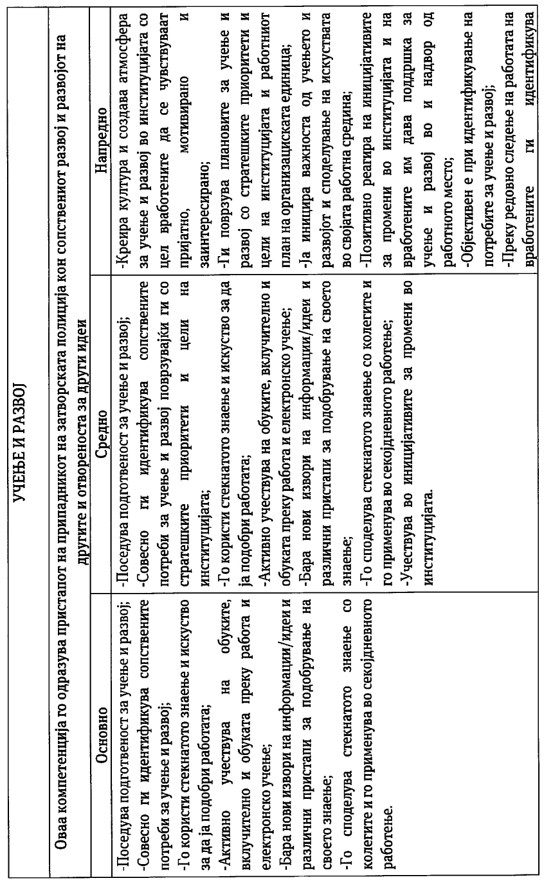 УЧЕЊЕ И РАЗВОЈ
Оваа компетенција го одразува пристапот на припадникот на затворската полиција кон сопствениот развој и развојот на
другите и отвореноста за други идеи
Основно
-Поседува подготвеност за учење и развој;
-Совесно ги идентификува сопствените
потреби за учење и развој;
-Го користи стекнатото знаење и искуство
за да ја подобри работата;
-Активно учествува на обуките,
вклучително и обуката преку работа и
електронско учење;
-Бара нови извори на информации/идеи и
различни пристапи за подобрување на
своето знаење;
-Го споделува стекнатото знаење со
колегите и го применува во секојдневното
работење.
Средно
-Поседува подготвеност за учење и развој;
-Совесно ги идентификува сопствените
потреби за учење и развој поврзувајќи ги со
стратешките приоритети и цели на
институцијата;
-Го користи стекнатото знаење и искуство за да
ја подобри работата;
-Активно учествува на обуките, вклучително и
обуката преку работа и електронско учење;
-Бара нови извори на информации/идеи и
различни пристапи за подобрување на своето
знаење;
-Го споделува стекнатото знаење со колегите и
го применува во секојдневното работење;
-Учествува во иницијативите за промени во
институцијата.
Напредно
-Креира култура и создава атмосфера
за учење и развој во институцијата со
цел вработените да се чувствуваат
пријатно, мотивирано и
заинтересирано;
-Ги поврзува плановите за учење и
развој со стратешките приоритети и
цели на институцијата и работниот
план на организациската единица;
-Ја иницира важноста од учењето и
развојот и споделување на искуствата
во својата работна средина;
-Позитивно реагира на иницијативите
за промени во институцијата и на
вработените им дава поддршка за
учење и развој во и надвор од
работното место;
-Објективен е при идентификување на
потребите за учење и развој;
-Преку редовно следење на работата на
вработените ги идентификува